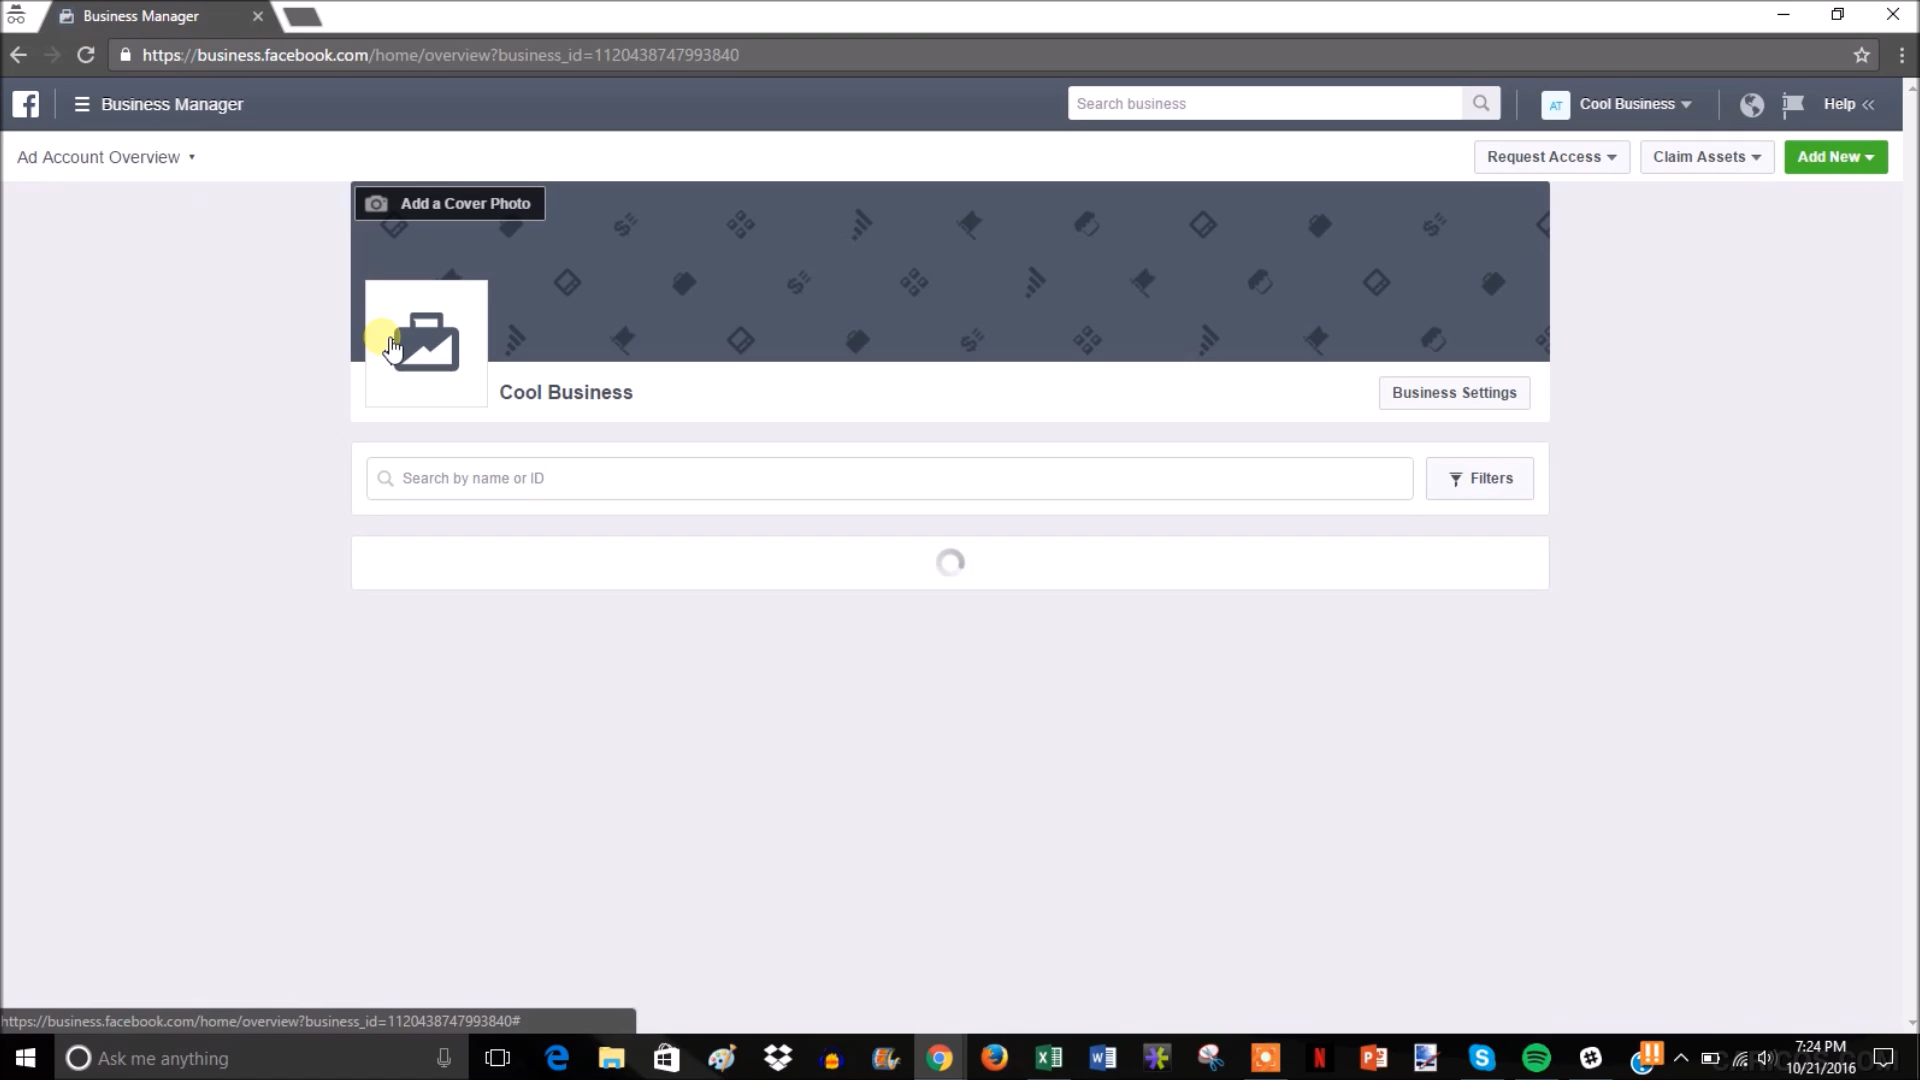 Business Manager
https://business.facebook.com/home/overview?business_id=1120438747993840
Business Manager
Search business
AT
Cool Business
Help
Ad Account Overview
Request Access
Claim Assets
Add New
Add a Cover Photo
Cool Business
Business Settings
Search by name or ID
Filters
https://business.facebook.com/home/overview?business_id=1120438747993840#
Ask me anything
7:24 PM
10/21/2016